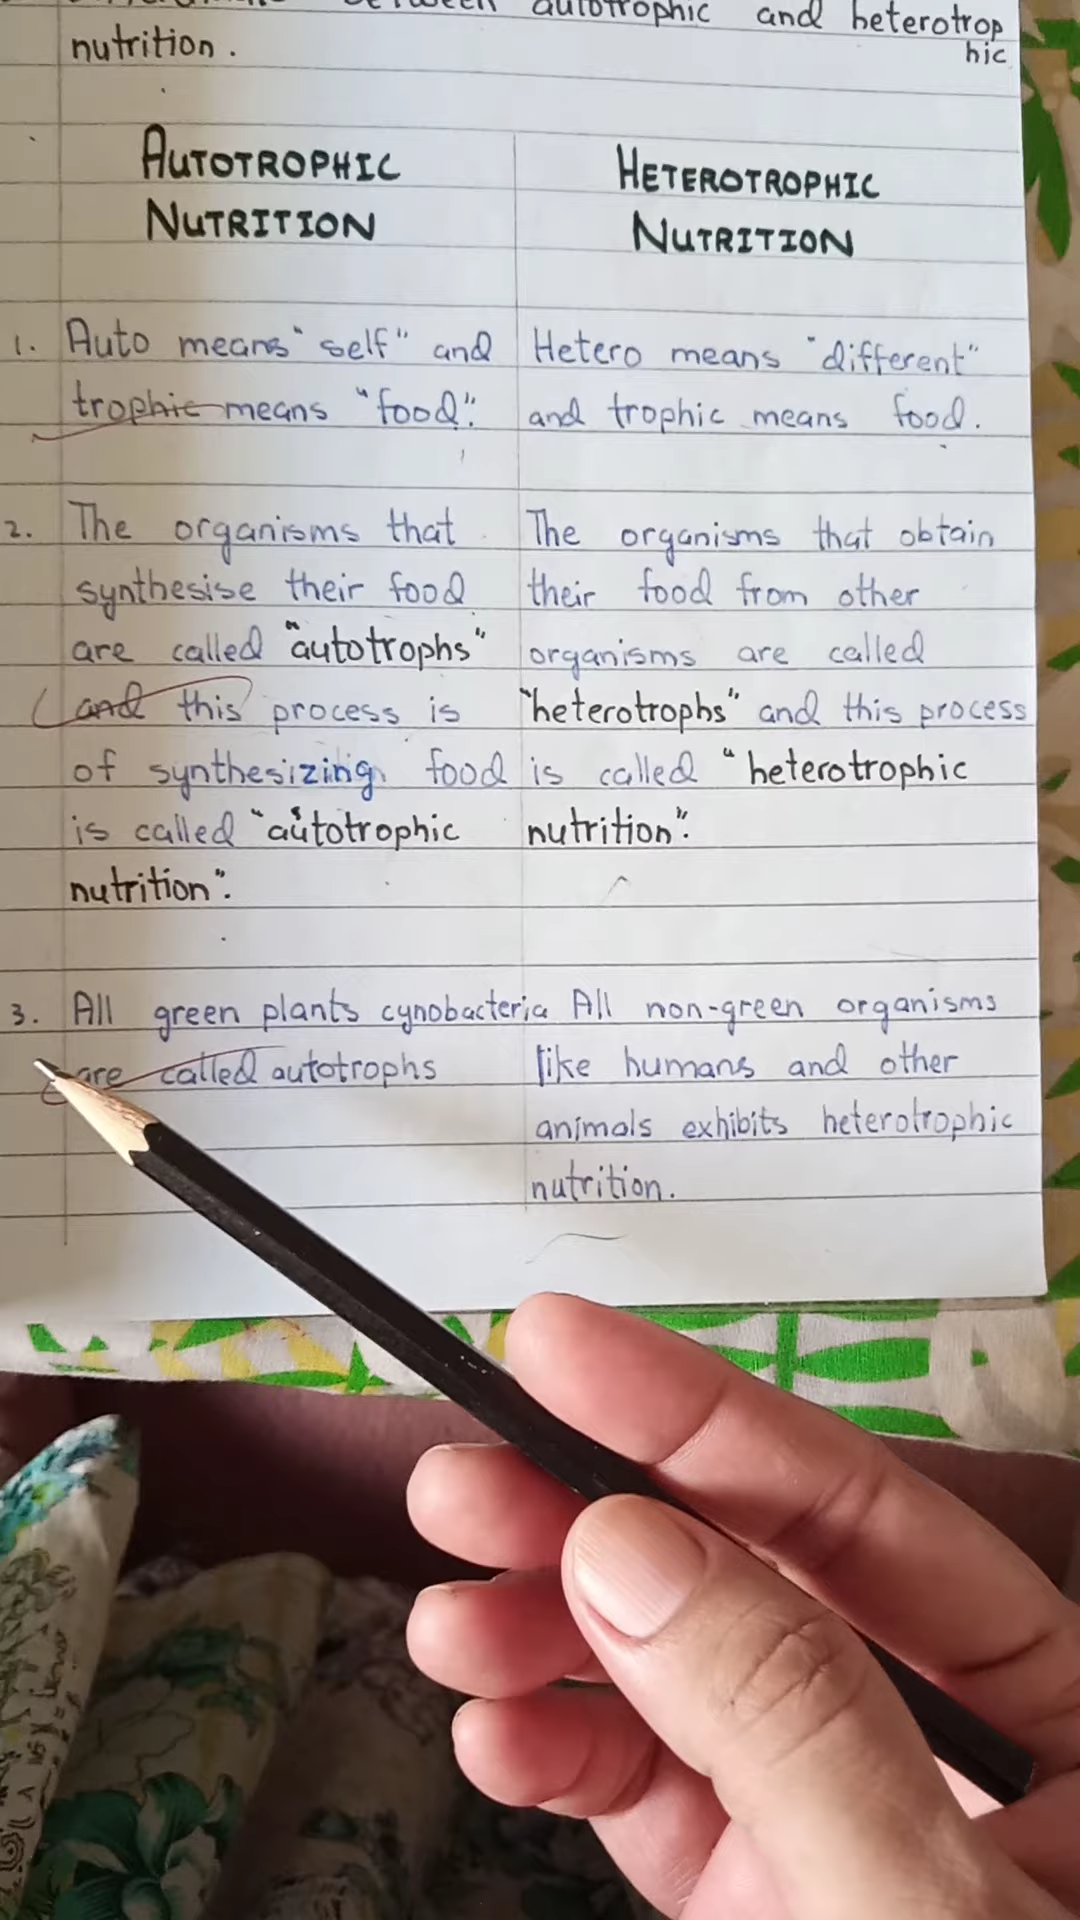 between autotrophic and heterotrop
hic
nutrition.
AUTOTROPHIC
NUTRITION
HETEROTROPHIC
NUTRITION
1. Auto means "self" and
trophic means "food".
Hetero means "different"
and trophic means food.
2. The organisms that
synthesise their food
are called "autotrophs"
and this process is
of synthesizing food
is called "autotrophic
nutrition".
The organisms that obtain
their food from other
organisms are called
"heterotrophs" and this process
is called "heterotrophic
nutrition".
3. All green plants cynobacteria
are called autotrophs
All non-green organisms
like humans and other
animals exhibits heterotrophic
nutrition.